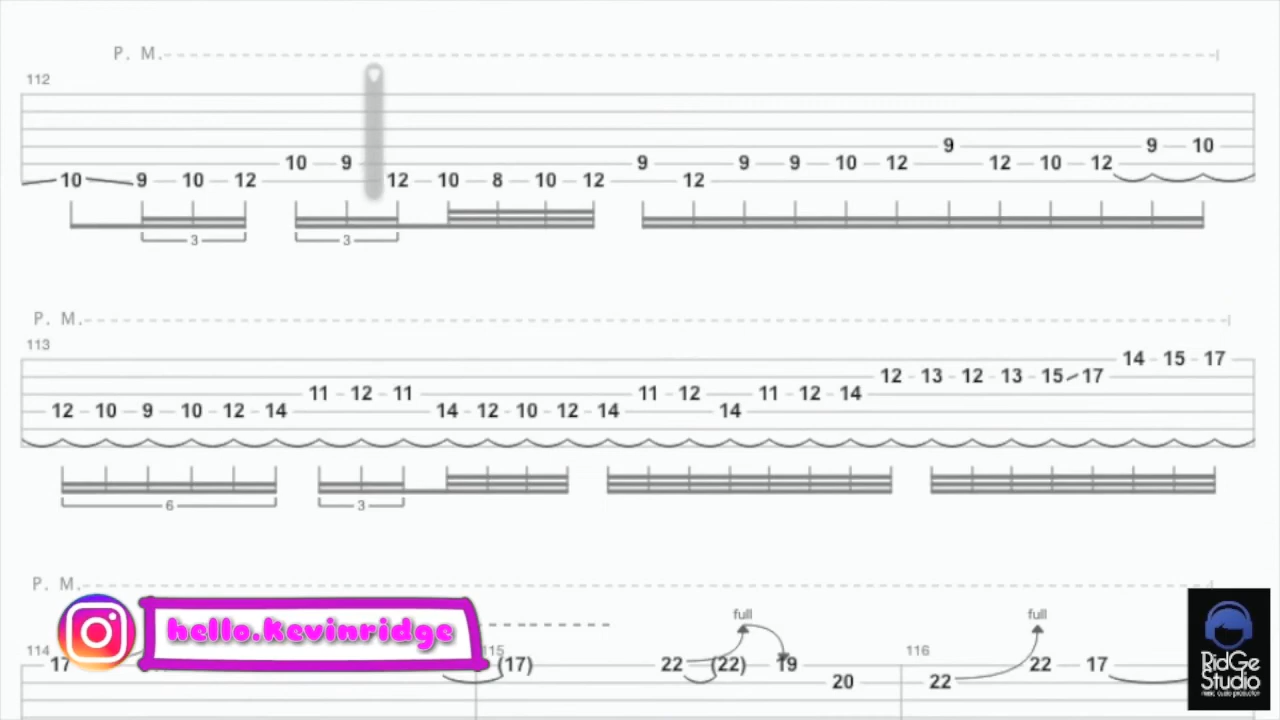 P. M.
112
10 9
9 9 10 12 9 12 10 12 9 10
10 9 10 12 12 10 8 10 12 12
3 3
P. M.
113
14 15 17
12 13 12 13 15 17
11 12 11 11 12 11 12 14
12 10 9 10 12 14 14 12 10 12 14 14
6 3
P. M.
full full
hello.kevinridge
114 115 116
17 (17) 22 (22) 19 22 17
20 22
RidGe
Studio
music audio production